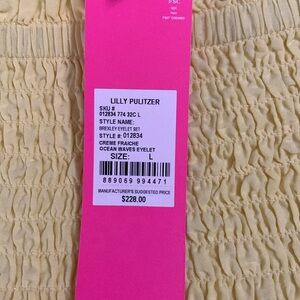 FSC
LILLY PULITZER
SKU #
012834 774 32C L
STYLE NAME:
BREXLEY EYELET SET
STYLE #: 012834
CREME FRAICHE
OCEAN WAVES EYELET
SIZE: L
889069 994471
MANUFACTURER'S SUGGESTED PRICE
$228.00